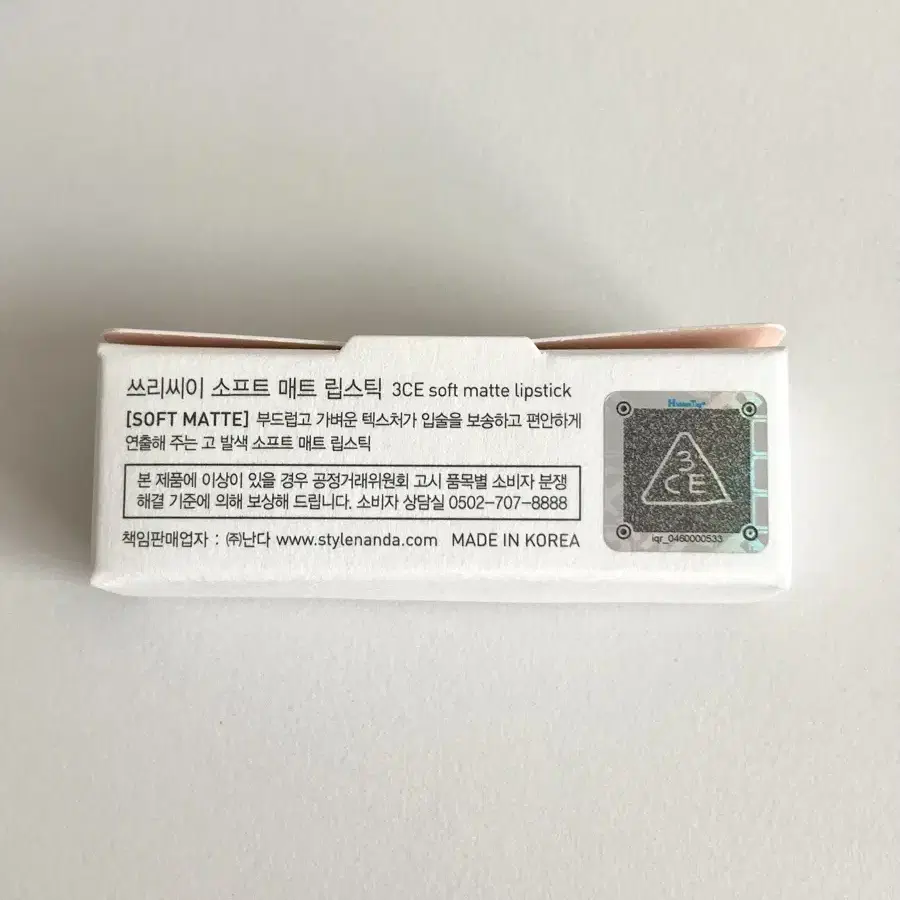 쓰리씨이 소프트 매트 립스틱 3CE soft matte lipstick
[SOFT MATTE] 부드럽고 가벼운 텍스처가 입술을 보송하고 편안하게
연출해 주는 고 발색 소프트 매트 립스틱
본 제품에 이상이 있을 경우 공정거래위원회 고시 품목별 소비자 분쟁
해결 기준에 의해 보상해 드립니다. 소비자 상담실 0502-707-8888
책임판매업자 : ㈜난다 www.stylenanda.com MADE IN KOREA
HiddenTag®
3
CE
iqr_0460000533